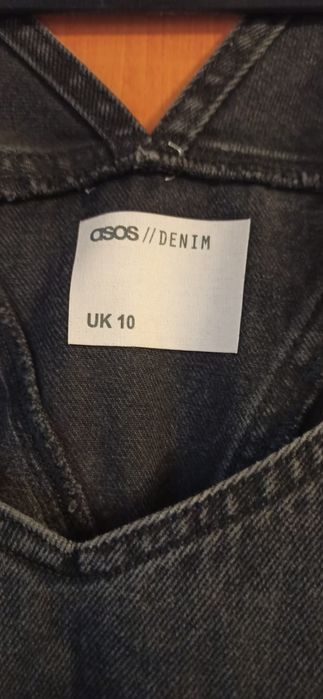 asos // DENIM
UK 10